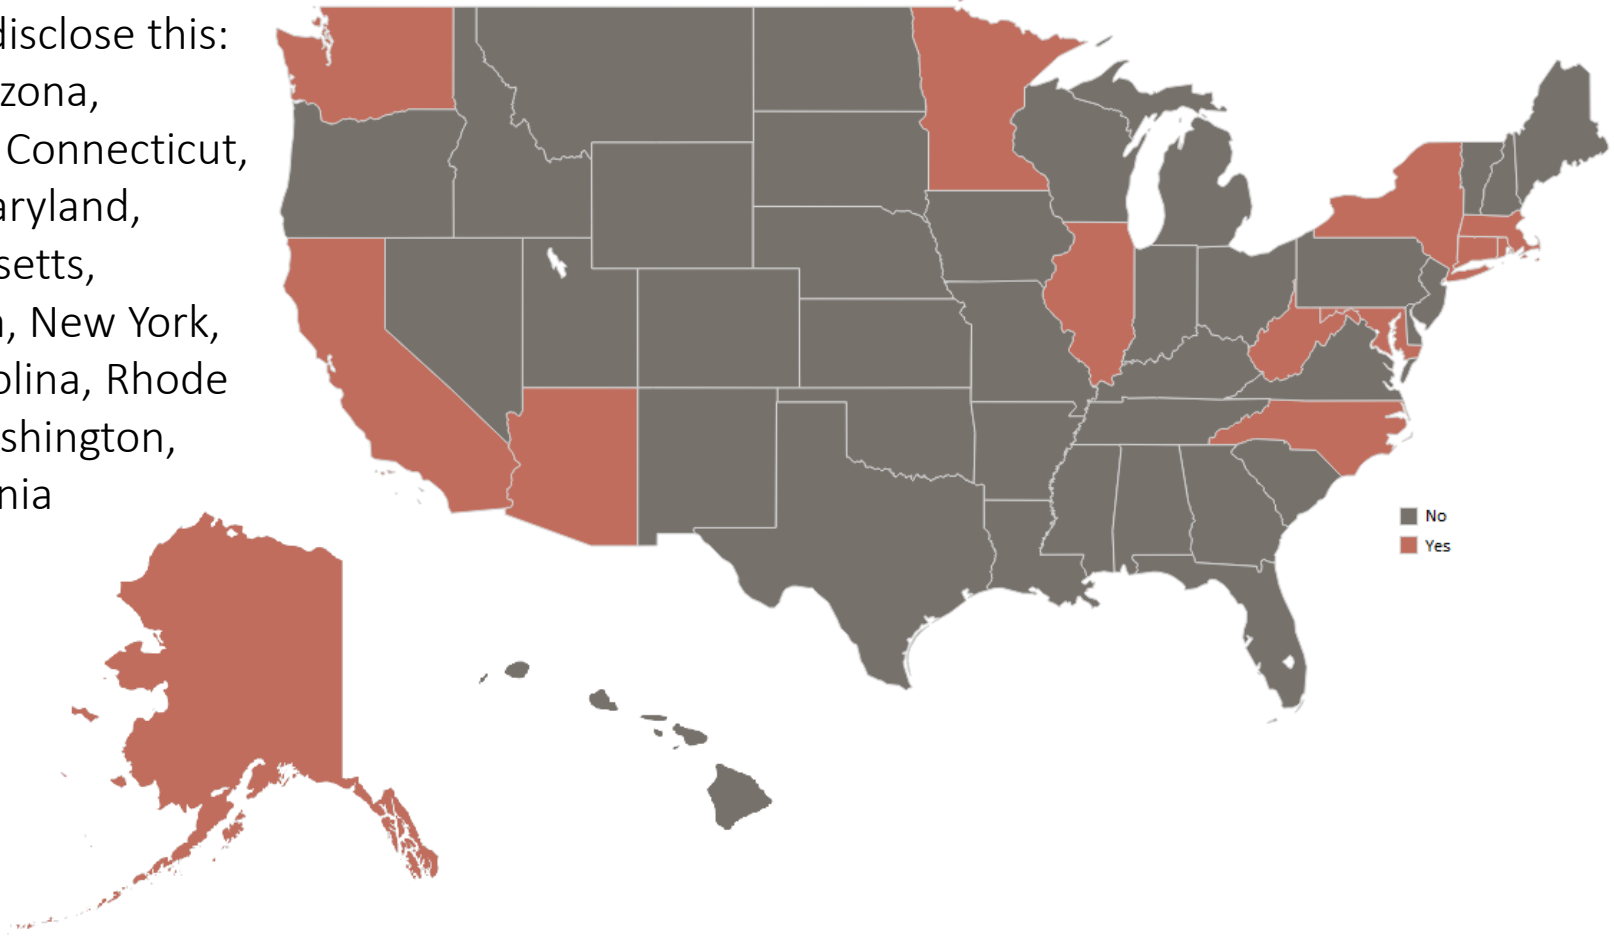 disclose this:
zona,
Connecticut,
aryland,
setts,
, New York,
olina, Rhode
shington,
nia
No
Yes